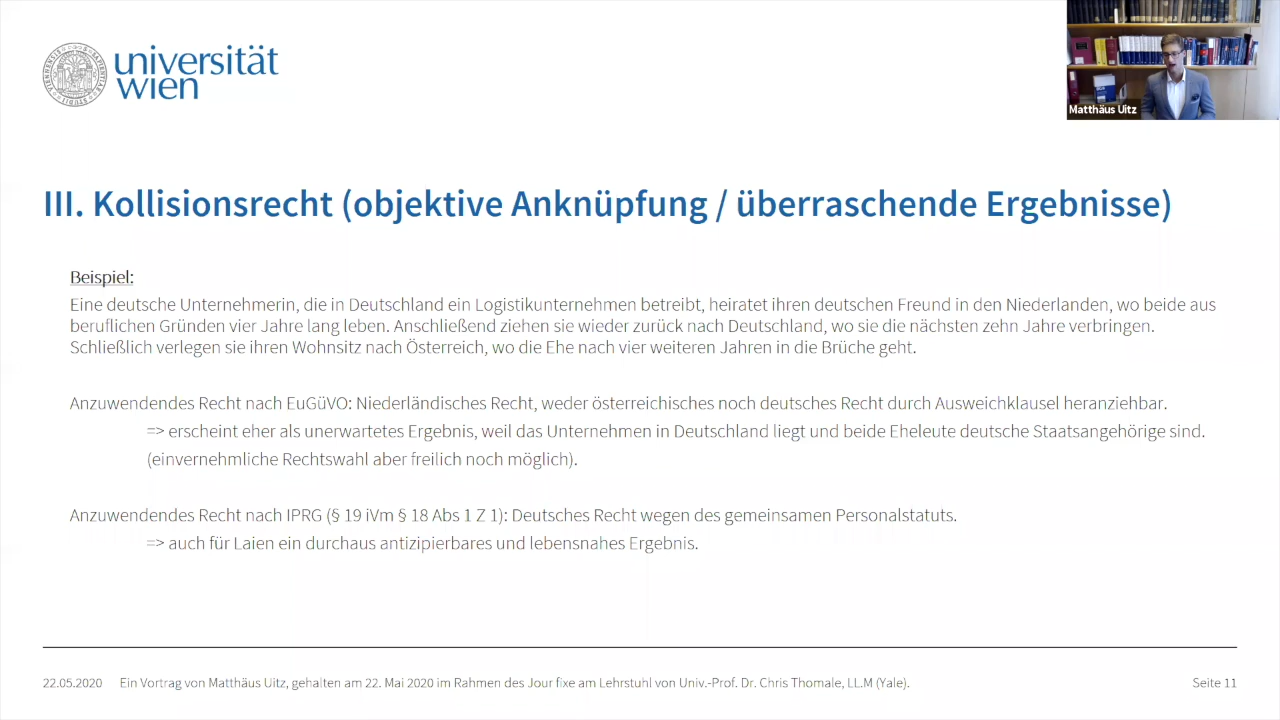 universität
wien
Matthäus Uitz
III. Kollisionsrecht (objektive Anknüpfung / überraschende Ergebnisse)
Beispiel:
Eine deutsche Unternehmerin, die in Deutschland ein Logistikunternehmen betreibt, heiratet ihren deutschen Freund in den Niederlanden, wo beide aus
beruflichen Gründen vier Jahre lang leben. Anschließend ziehen sie wieder zurück nach Deutschland, wo sie die nächsten zehn Jahre verbringen.
Schließlich verlegen sie ihren Wohnsitz nach Österreich, wo die Ehe nach vier weiteren Jahren in die Brüche geht.
Anzuwendendes Recht nach EuGüVO: Niederländisches Recht, weder österreichisches noch deutsches Recht durch Ausweichklausel heranziehbar.
=> erscheint eher als unerwartetes Ergebnis, weil das Unternehmen in Deutschland liegt und beide Eheleute deutsche Staatsangehörige sind.
(einvernehmliche Rechtswahl aber freilich noch möglich).
Anzuwendendes Recht nach IPRG (§ 19 iVm § 18 Abs 1 Z 1): Deutsches Recht wegen des gemeinsamen Personalstatuts.
=> auch für Laien ein durchaus antizipierbares und lebensnahes Ergebnis.
22.05.2020 Ein Vortrag von Matthäus Uitz, gehalten am 22. Mai 2020 im Rahmen des Jour fixe am Lehrstuhl von Univ.-Prof. Dr. Chris Thomale, LL.M (Yale). Seite 11